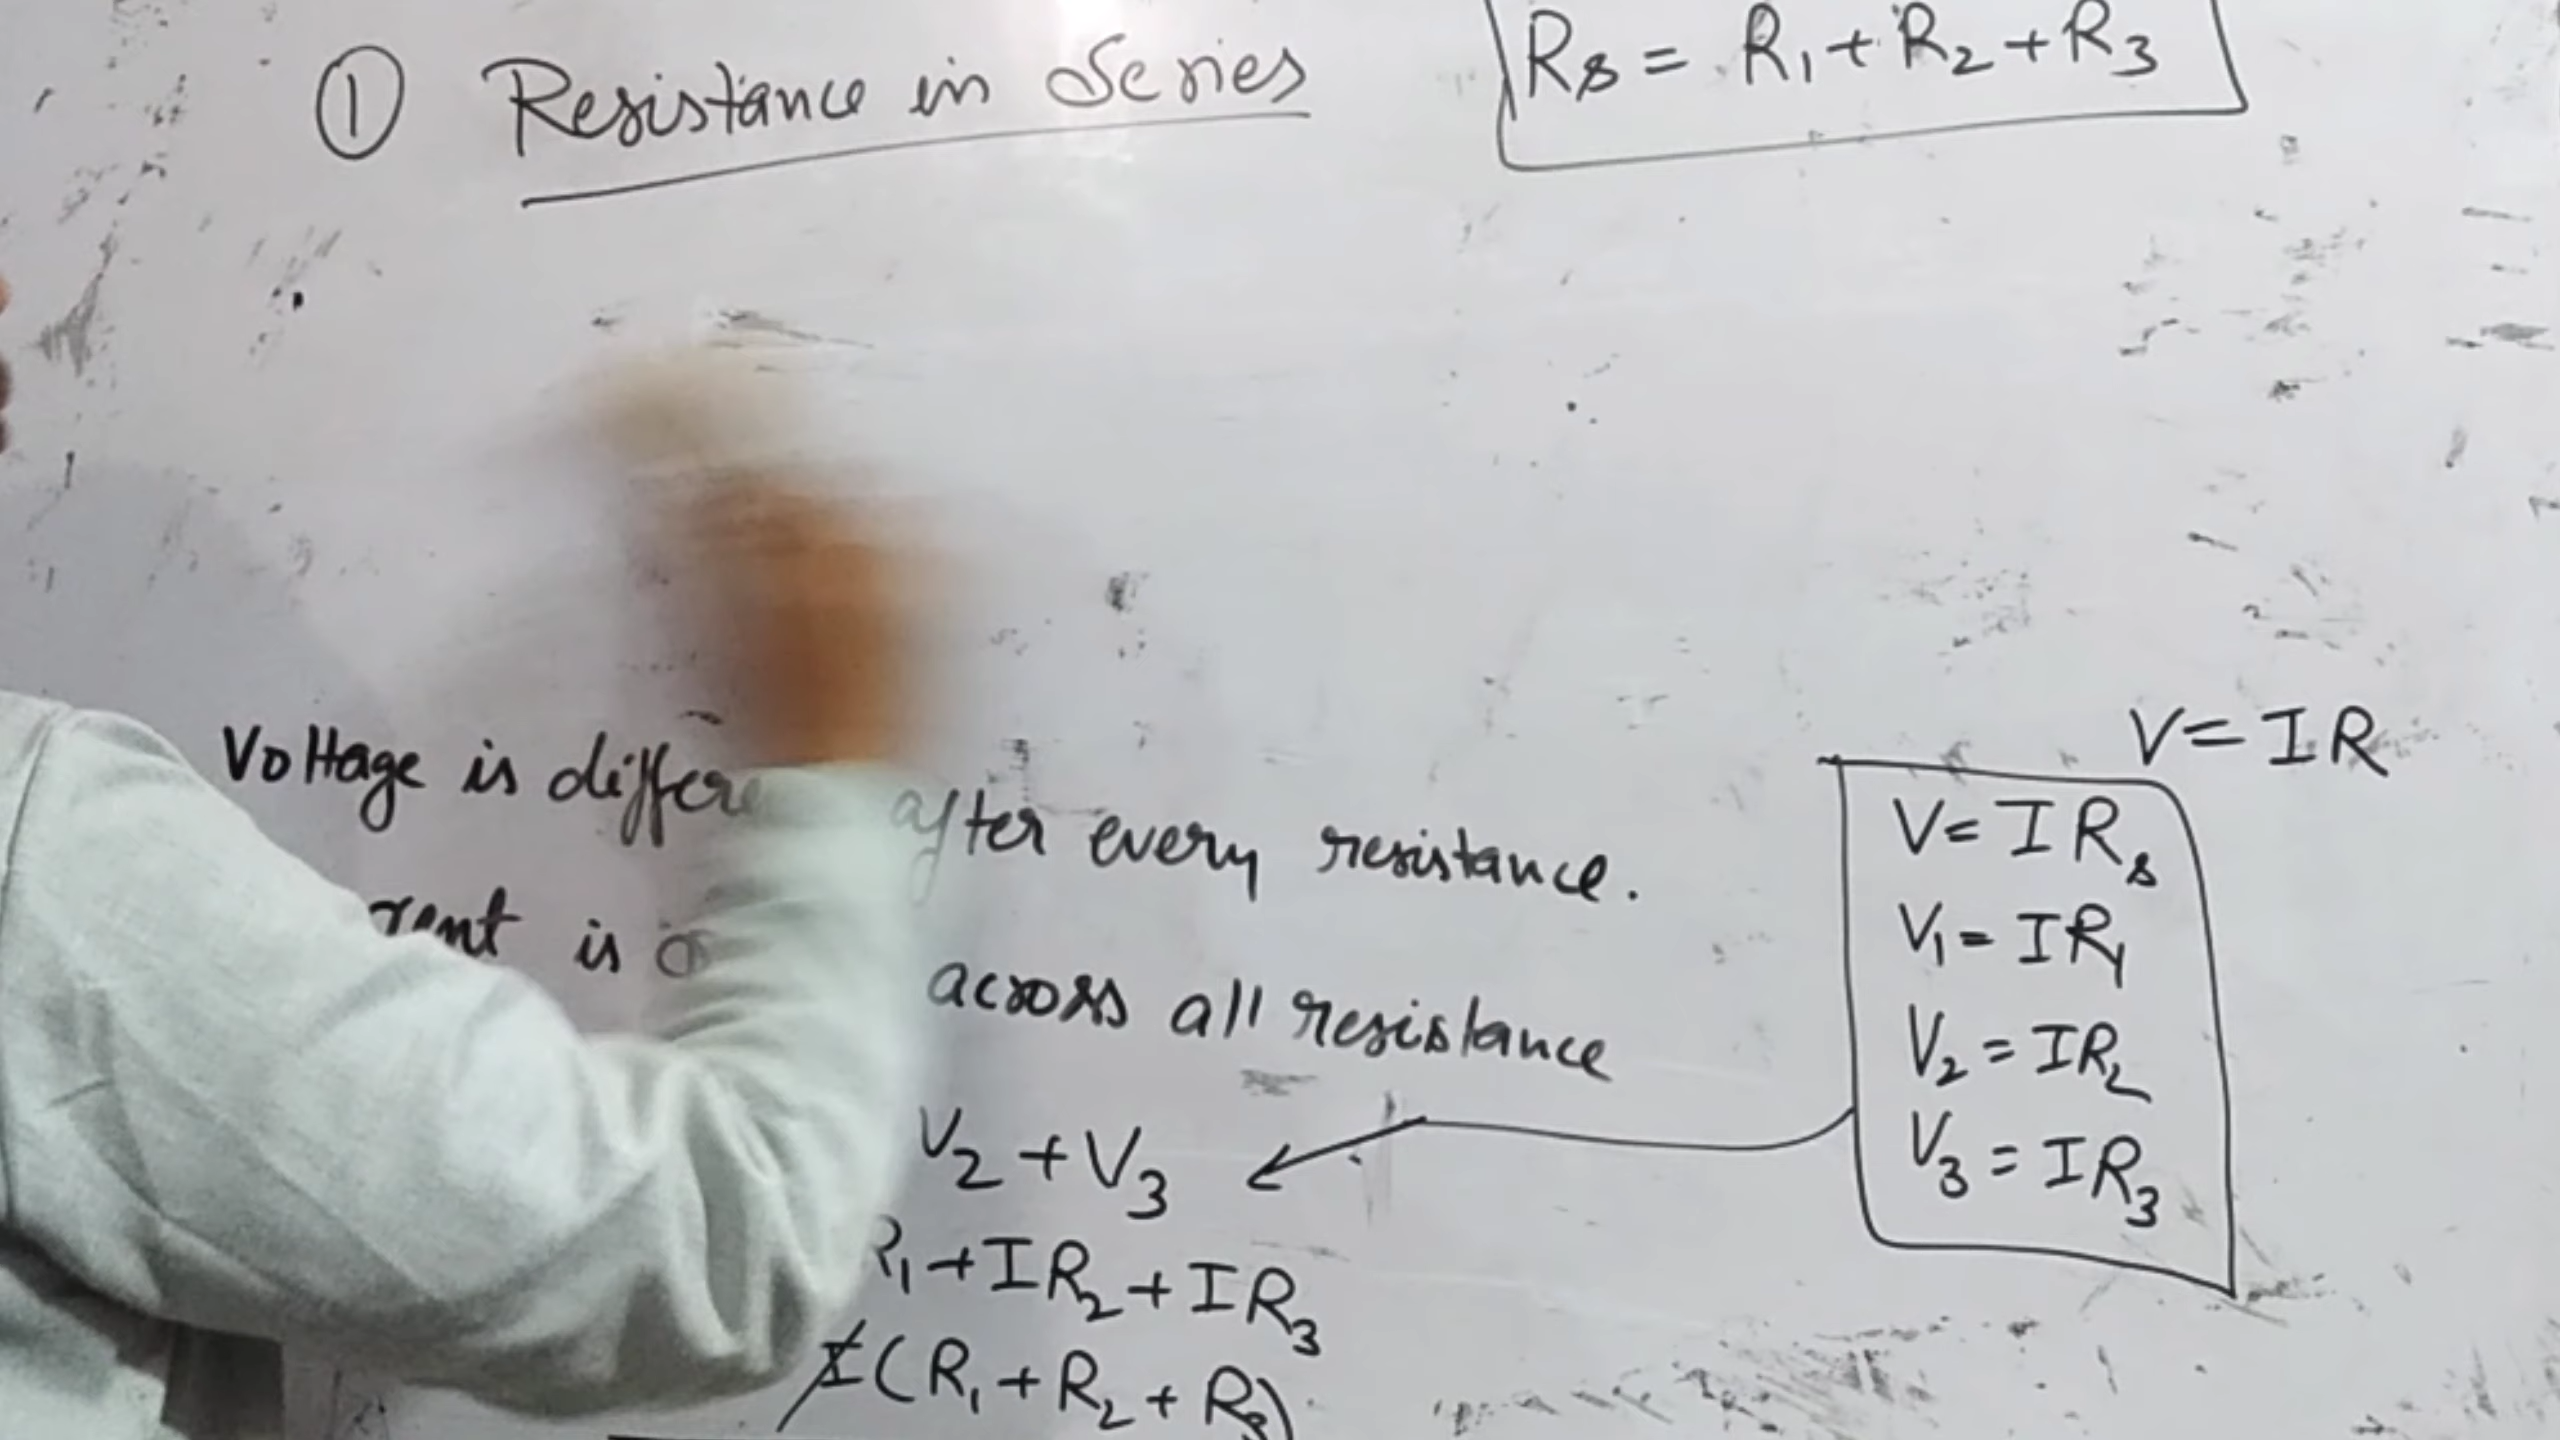 ① Resistance in Series
Rs = R₁ + R₂ + R₃
Voltage is after every resistance.
is across all resistance
V₂ + V₃
R₁ + IR₂ + IR₃
I(R₁ + R₂ + R₃)
V = IR
V = IRs
V₁ = IR₁
V₂ = IR₂
V₃ = IR₃